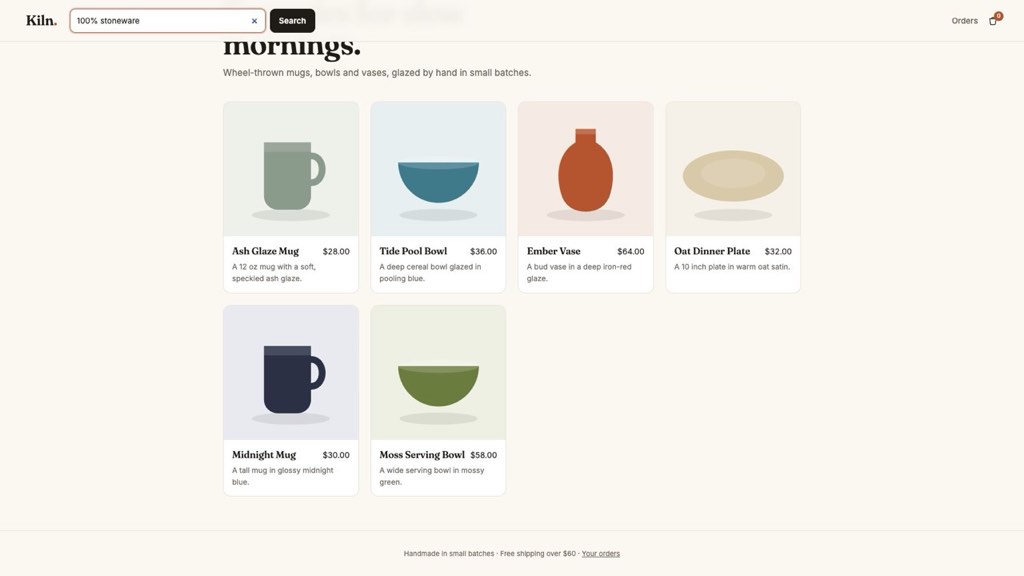 Kiln.
100% stoneware
Search
Orders
0
mornings.
Wheel-thrown mugs, bowls and vases, glazed by hand in small batches.
Ash Glaze Mug $28.00
A 12 oz mug with a soft,
speckled ash glaze.
Tide Pool Bowl $36.00
A deep cereal bowl glazed in
pooling blue.
Ember Vase $64.00
A bud vase in a deep iron-red
glaze.
Oat Dinner Plate $32.00
A 10 inch plate in warm oat satin.
Midnight Mug $30.00
A tall mug in glossy midnight
blue.
Moss Serving Bowl $58.00
A wide serving bowl in mossy
green.
Handmade in small batches · Free shipping over $60 · Your orders